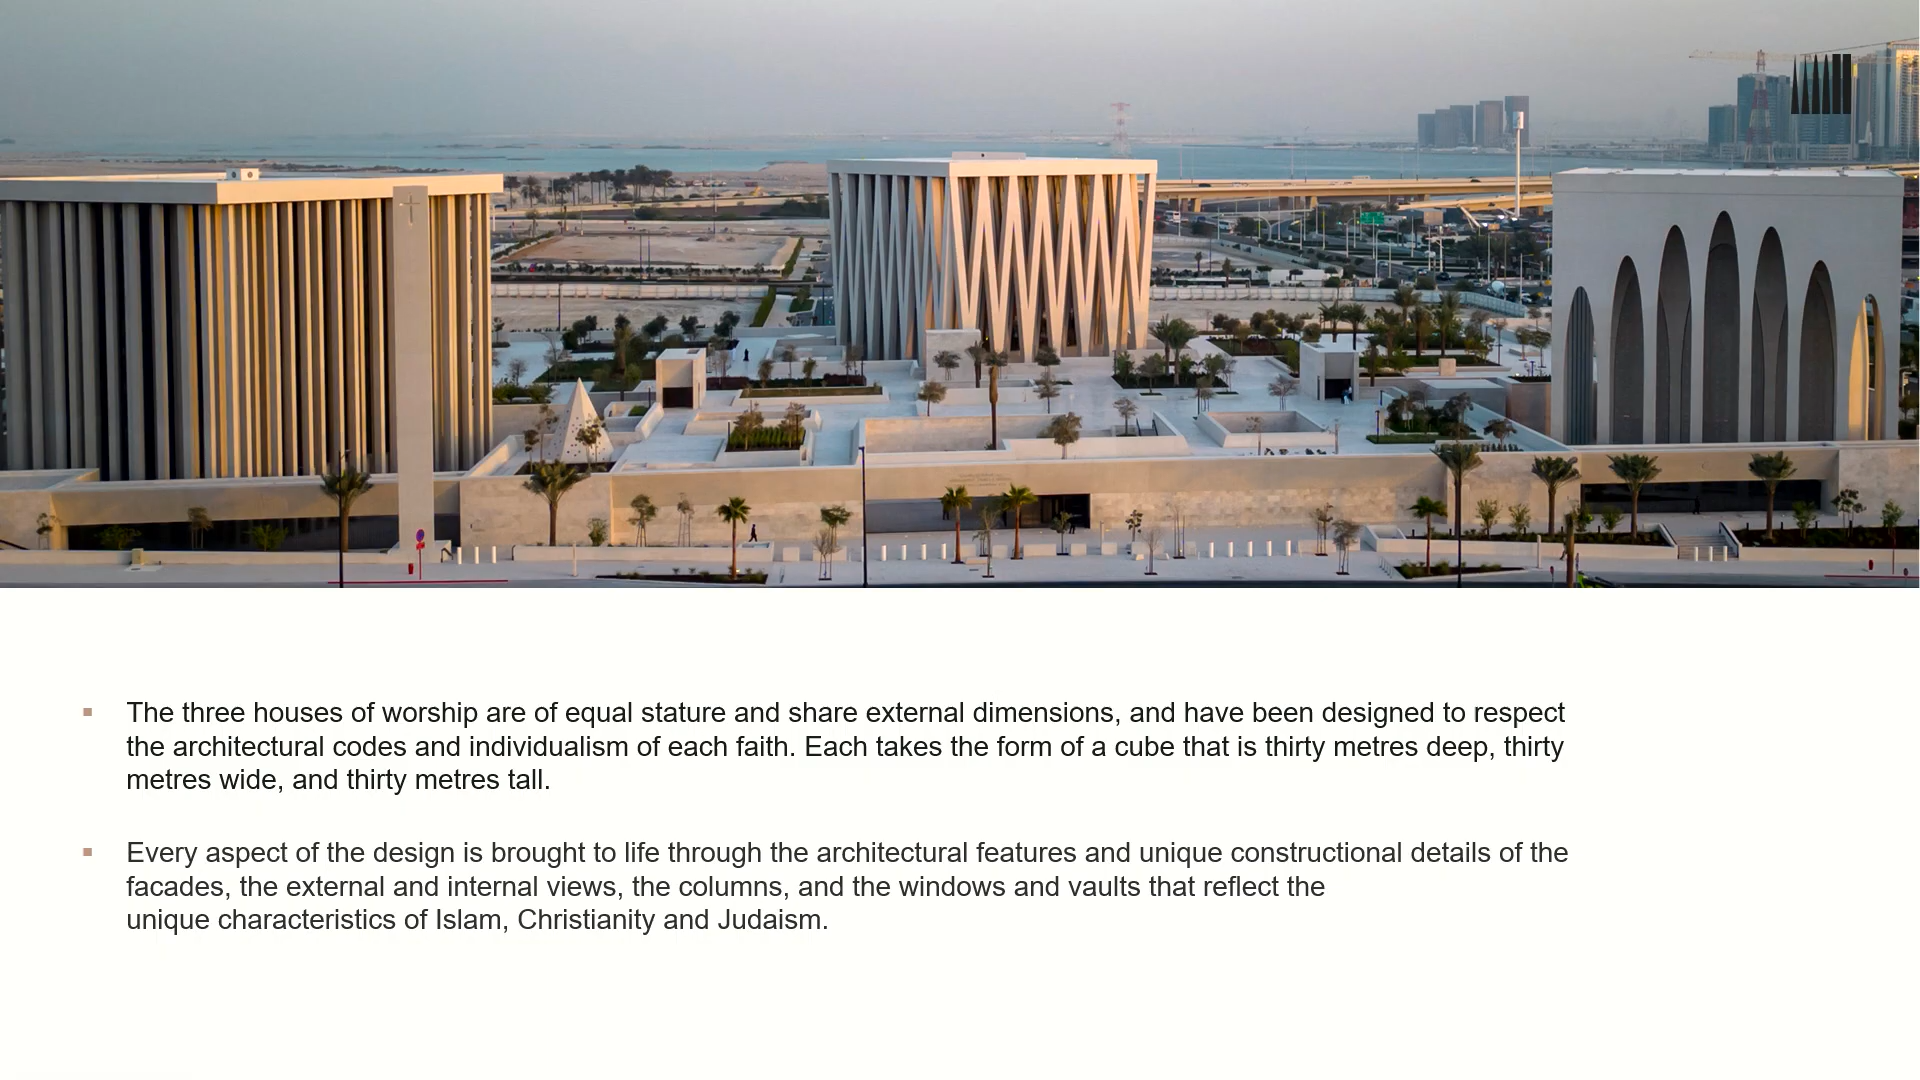 The three houses of worship are of equal stature and share external dimensions, and have been designed to respect
the architectural codes and individualism of each faith. Each takes the form of a cube that is thirty metres deep, thirty
metres wide, and thirty metres tall.
Every aspect of the design is brought to life through the architectural features and unique constructional details of the
facades, the external and internal views, the columns, and the windows and vaults that reflect the
unique characteristics of Islam, Christianity and Judaism.